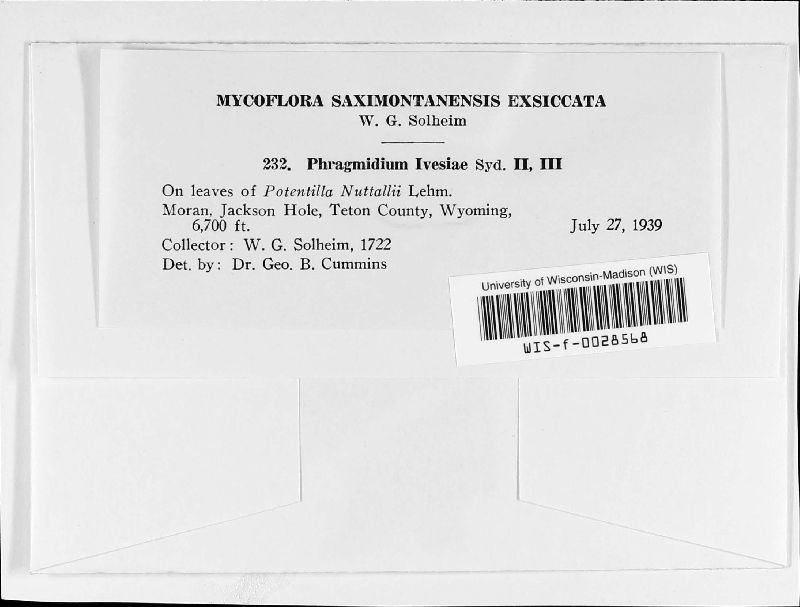 MYCOFLORA SAXIMONTANENSIS EXSICCATA
W. G. Solheim
232. Phragmidium Ivesiae Syd. II, III
On leaves of Potentilla Nuttallii Lehm.
Moran, Jackson Hole, Teton County, Wyoming,
6,700 ft. July 27, 1939
Collector: W. G. Solheim, 1722
Det. by: Dr. Geo. B. Cummins
University of Wisconsin-Madison (WIS)
WIS-f-0028568